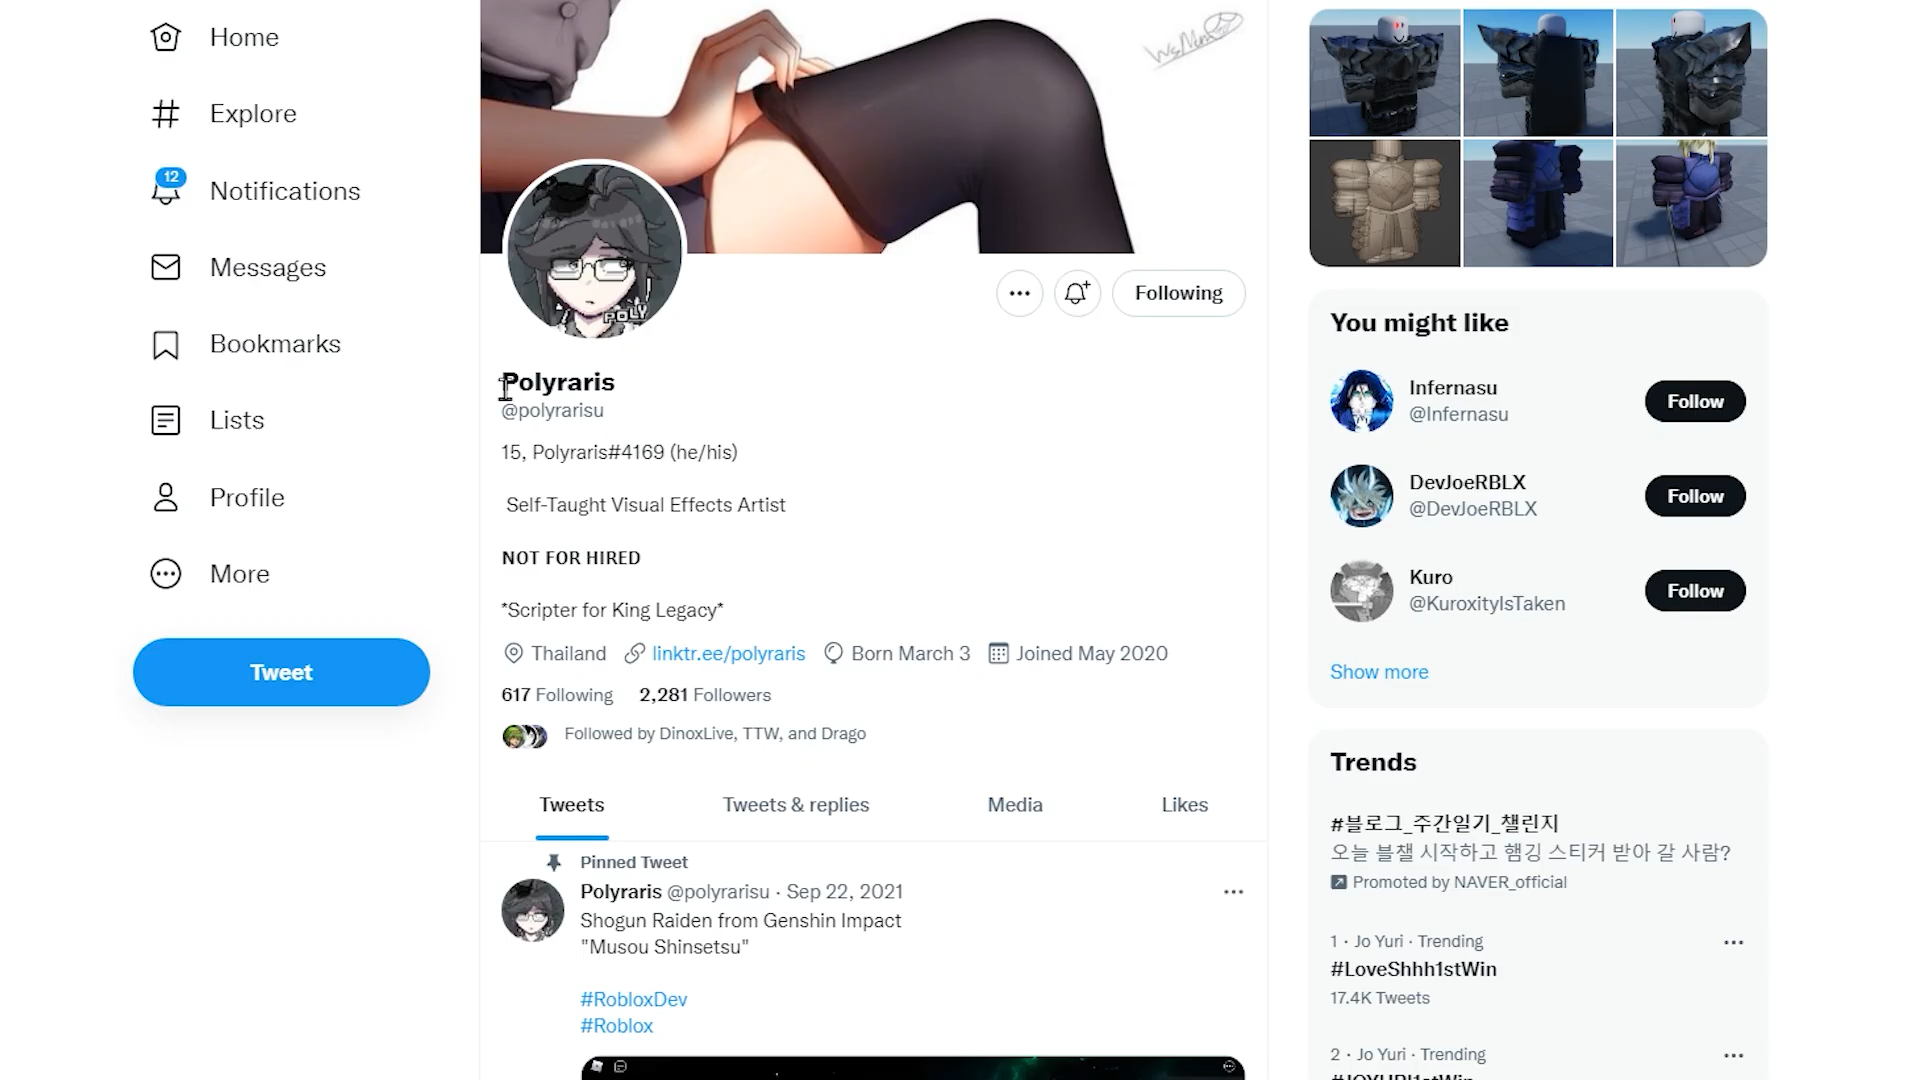 Home
Explore
12
Notifications
Messages
Bookmarks
Lists
Profile
More
Tweet
POLY
Following
Polyraris
@polyrarisu
15, Polyraris#4169 (he/his)
Self-Taught Visual Effects Artist
NOT FOR HIRED
*Scripter for King Legacy*
Thailand linktr.ee/polyraris Born March 3 Joined May 2020
617 Following 2,281 Followers
Followed by DinoxLive, TTW, and Drago
Tweets Tweets & replies Media Likes
Pinned Tweet
Polyraris @polyrarisu · Sep 22, 2021
Shogun Raiden from Genshin Impact
"Musou Shinsetsu"
#RobloxDev
#Roblox
You might like
Infernasu
@Infernasu
Follow
DevJoeRBLX
@DevJoeRBLX
Follow
Kuro
@KuroxityIsTaken
Follow
Show more
Trends
#블로그_주간일기_챌린지
오늘 블챌 시작하고 햄깅 스티커 받아 갈 사람?
Promoted by NAVER_official
1 · Jo Yuri · Trending
#LoveShhh1stWin
17.4K Tweets
2 · Jo Yuri · Trending
#JOYURI1stWin